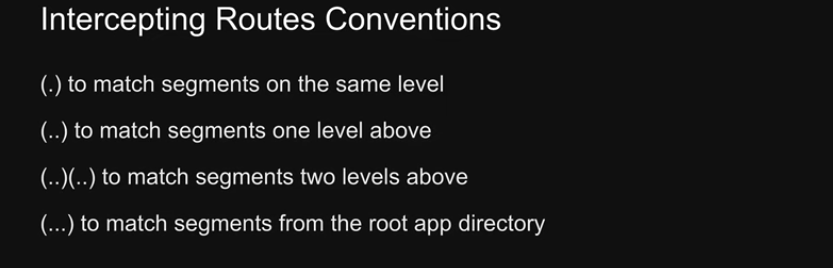 Intercepting Routes Conventions
(.) to match segments on the same level
(..) to match segments one level above
(..)(..) to match segments two levels above
(...) to match segments from the root app directory